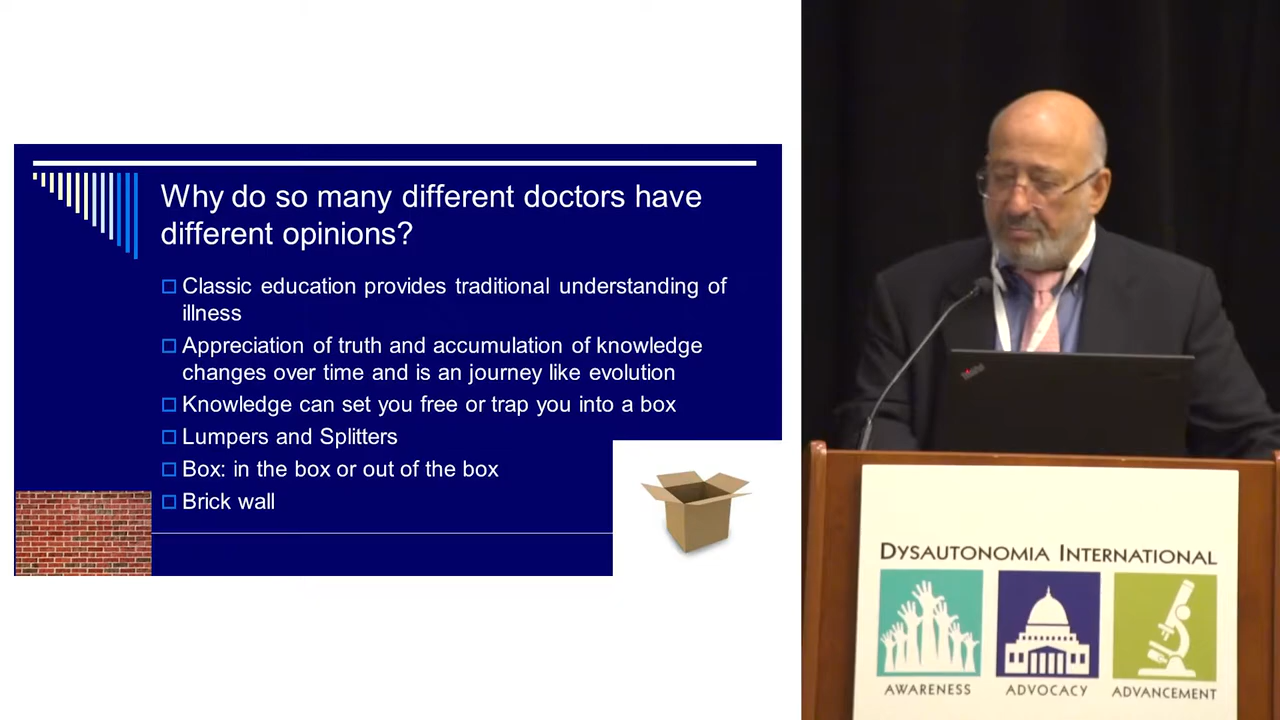 Why do so many different doctors have
different opinions?
Classic education provides traditional understanding of
illness
Appreciation of truth and accumulation of knowledge
changes over time and is an journey like evolution
Knowledge can set you free or trap you into a box
Lumpers and Splitters
Box: in the box or out of the box
Brick wall
DYSAUTONOMIA INTERNATIONAL
AWARENESS
ADVOCACY
ADVANCEMENT